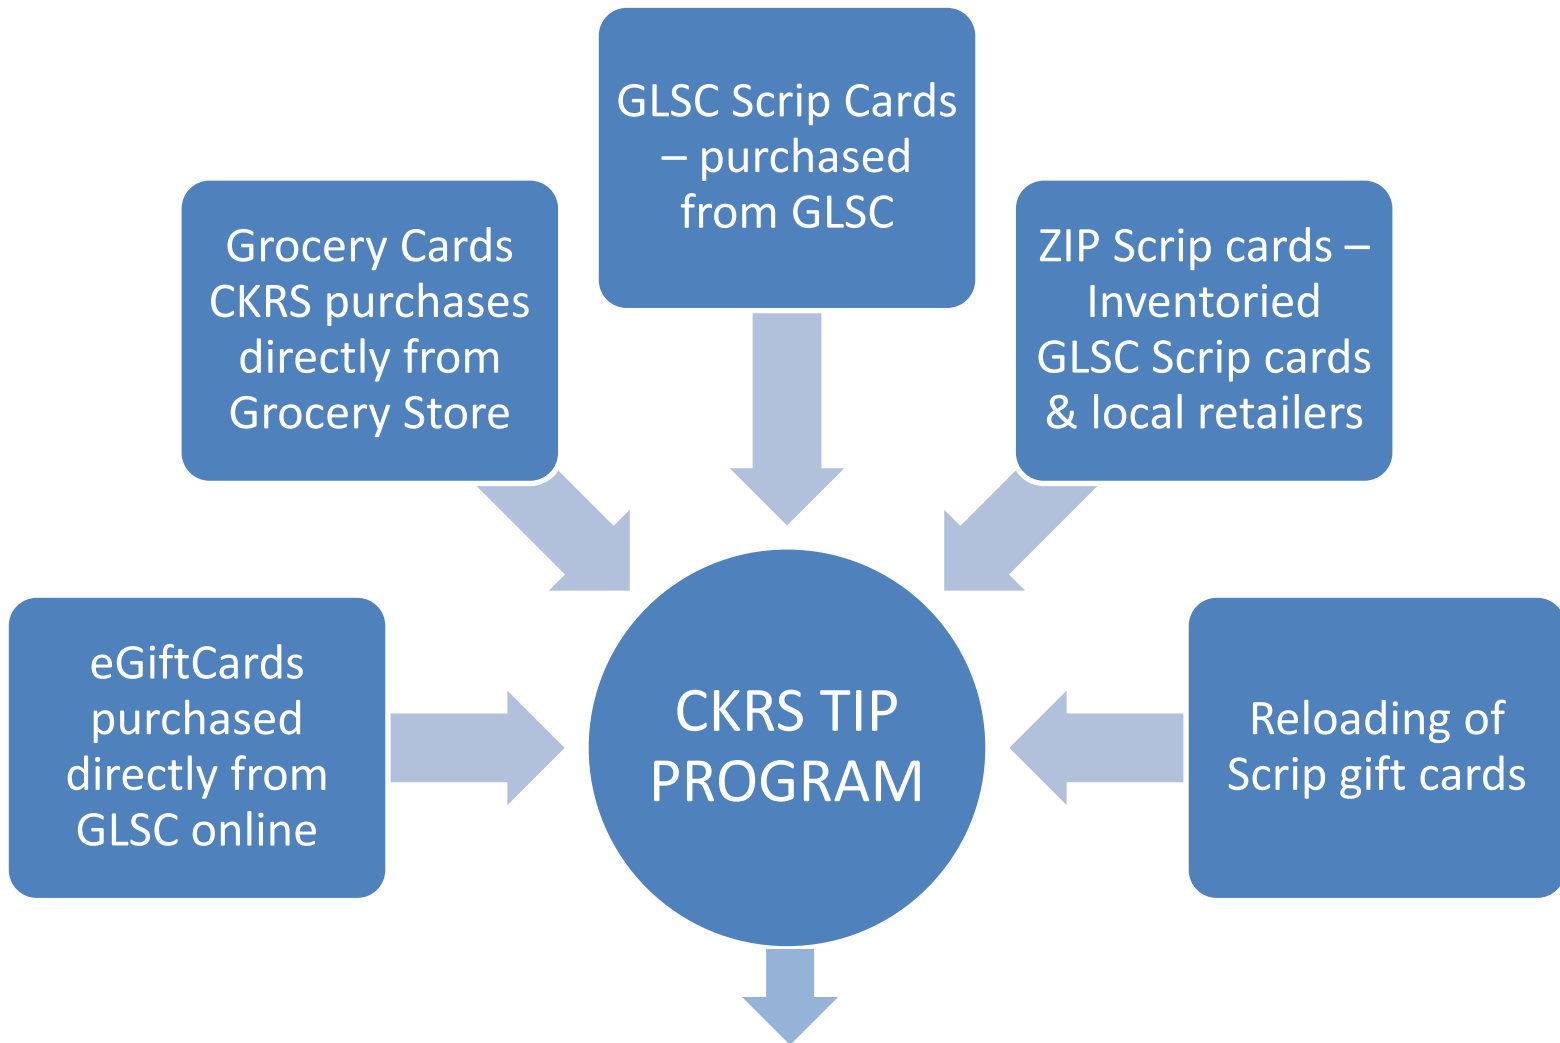 GLSC Scrip Cards
– purchased
from GLSC
Grocery Cards
CKRS purchases
directly from
Grocery Store
ZIP Scrip cards –
Inventoried
GLSC Scrip cards
& local retailers
eGiftCards
purchased
directly from
GLSC online
CKRS TIP
PROGRAM
Reloading of
Scrip gift cards